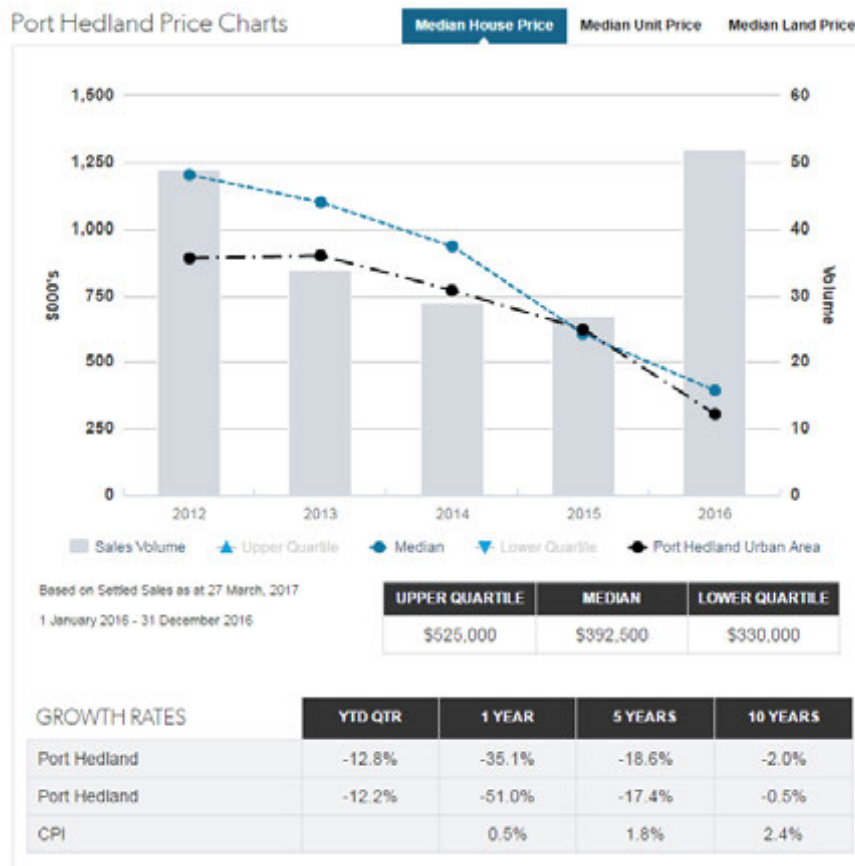 Port Hedland Price Charts
Median House Price Median Unit Price Median Land Price
1,500 60
1,250 50
1,000 40
750 30
500 20
250 10
0 0
$000's
Volume
2012 2013 2014 2015 2016
Sales Volume Upper Quartile Median Lower Quartile Port Hedland Urban Area
Based on Settled Sales as at 27 March, 2017
1 January 2016 - 31 December 2016
UPPER QUARTILE MEDIAN LOWER QUARTILE
$525,000 $392,500 $330,000
GROWTH RATES YTD QTR 1 YEAR 5 YEARS 10 YEARS
Port Hedland -12.8% -35.1% -18.6% -2.0%
Port Hedland -12.2% -51.0% -17.4% -0.5%
CPI 0.5% 1.8% 2.4%